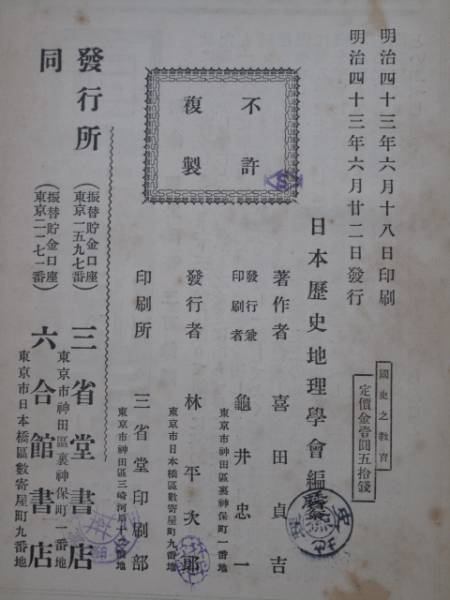 明治四十三年六月十八日印刷
明治四十三年六月廿二日發行
國史之教育
定價金壹圓五拾錢
不許
複製
日本歷史地理學會編
著作者 喜田貞吉
發行兼
印刷者 龜井忠一
東京市神田區裏神保町一番地
發行者 林平次郎
東京市日本橋區數寄屋町九番地
印刷所 三省堂印刷部
東京市神田區三崎河岸十二番地
發行所
(振替貯金口座
東京一五九七番)
三省堂書店
東京市神田區裏神保町一番地
同
(振替貯金口座
東京二一七二番)
六合館書店
東京市日本橋區數寄屋町九番地